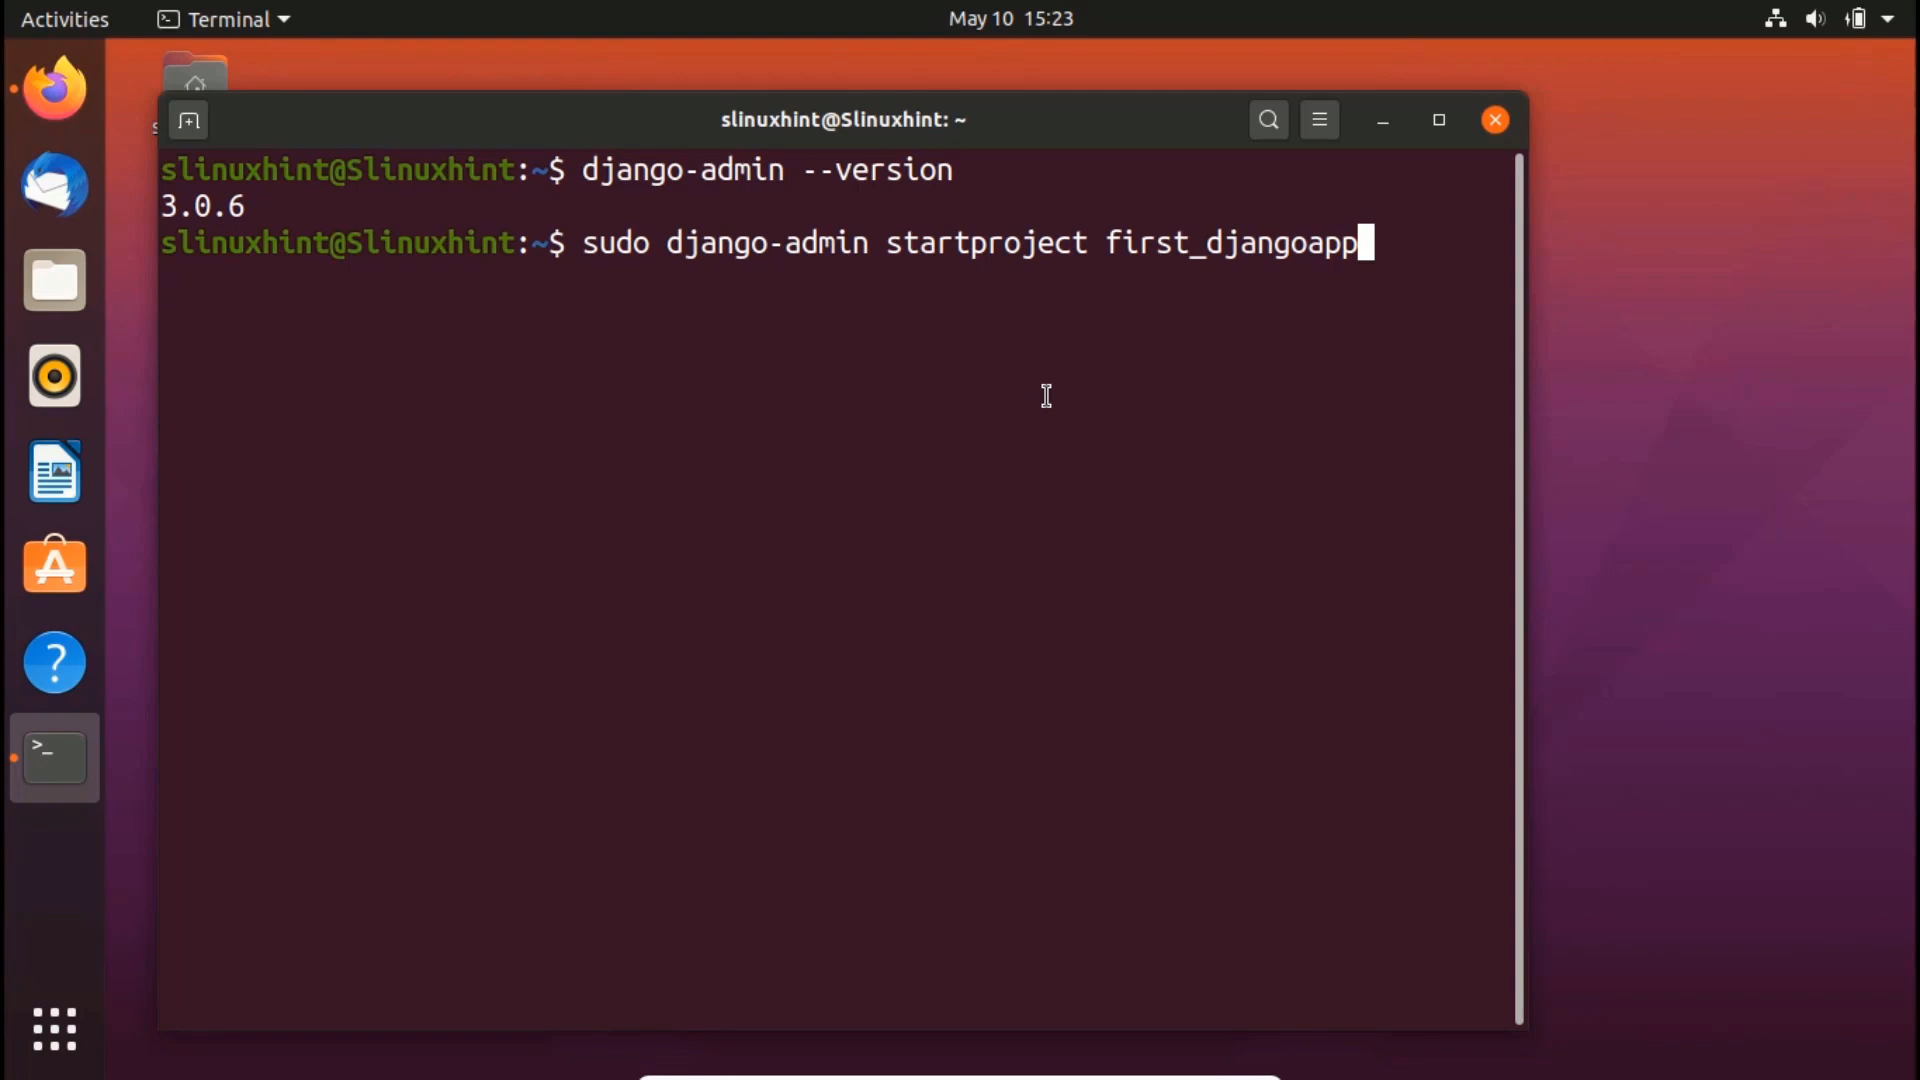 Activities Terminal May 10 15:23
slinuxhint@Slinuxhint: ~
slinuxhint@Slinuxhint:~$ django-admin --version
3.0.6
slinuxhint@Slinuxhint:~$ sudo django-admin startproject first_djangoapp